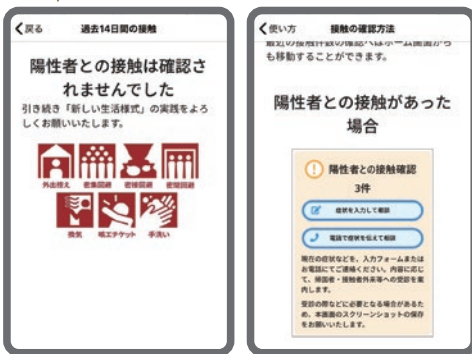 戻る
過去14日間の接触
陽性者との接触は確認さ
れませんでした
引き続き「新しい生活様式」の実践をよろ
しくお願いいたします。
外出控え
密集回避
密接回避
密閉回避
換気
咳エチケット
手洗い
使い方
接触の確認方法
最近の接触件数の確認へはホーム画面から
も移動することができます。
陽性者との接触があった
場合
陽性者との接触確認
3件
症状を入力して相談
電話で症状を伝えて相談
現在の症状などを、入力フォームまたは
お電話にてご連絡ください。内容に応じ
て、帰国者・接触者外来等への受診を案
内します。
受診の際などに必要となる場合があるた
め、本画面のスクリーンショットの保存
をお願いいたします。